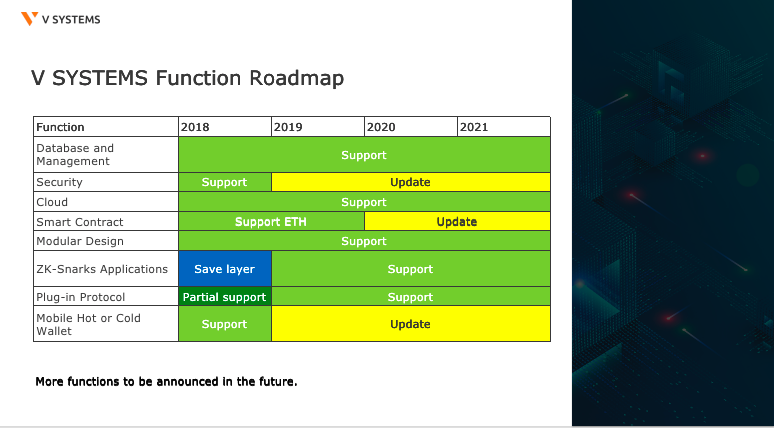 V SYSTEMS
V SYSTEMS Function Roadmap
Function 2018 2019 2020 2021
Database and
Management
Support
Security Support Update
Cloud Support
Smart Contract Support ETH Update
Modular Design Support
ZK-Snarks Applications Save layer Support
Plug-in Protocol Partial support Support
Mobile Hot or Cold
Wallet
Support Update
More functions to be announced in the future.